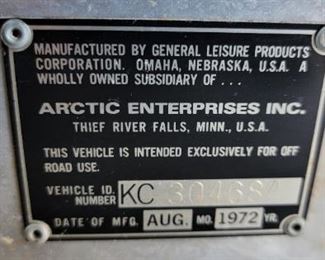 MANUFACTURED BY GENERAL LEISURE PRODUCTS
CORPORATION. OMAHA, NEBRASKA, U.S.A. A
WHOLLY OWNED SUBSIDIARY OF ...
ARCTIC ENTERPRISES INC.
THIEF RIVER FALLS, MINN., U.S.A.
THIS VEHICLE IS INTENDED EXCLUSIVELY FOR OFF
ROAD USE.
VEHICLE ID.
NUMBER KC 304684
DATE OF MFG. AUG. MO. 1972 YR.